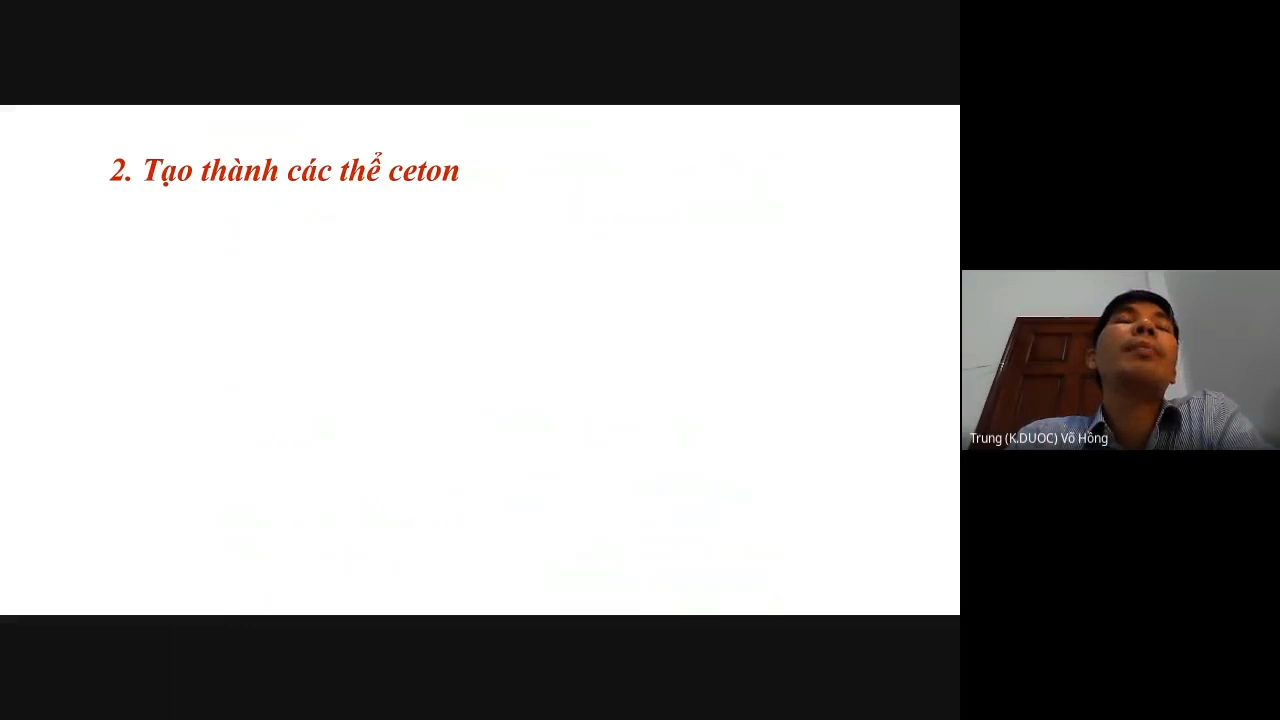 2. Tạo thành các thể ceton
Trung (K.DUOC) Võ Hồng